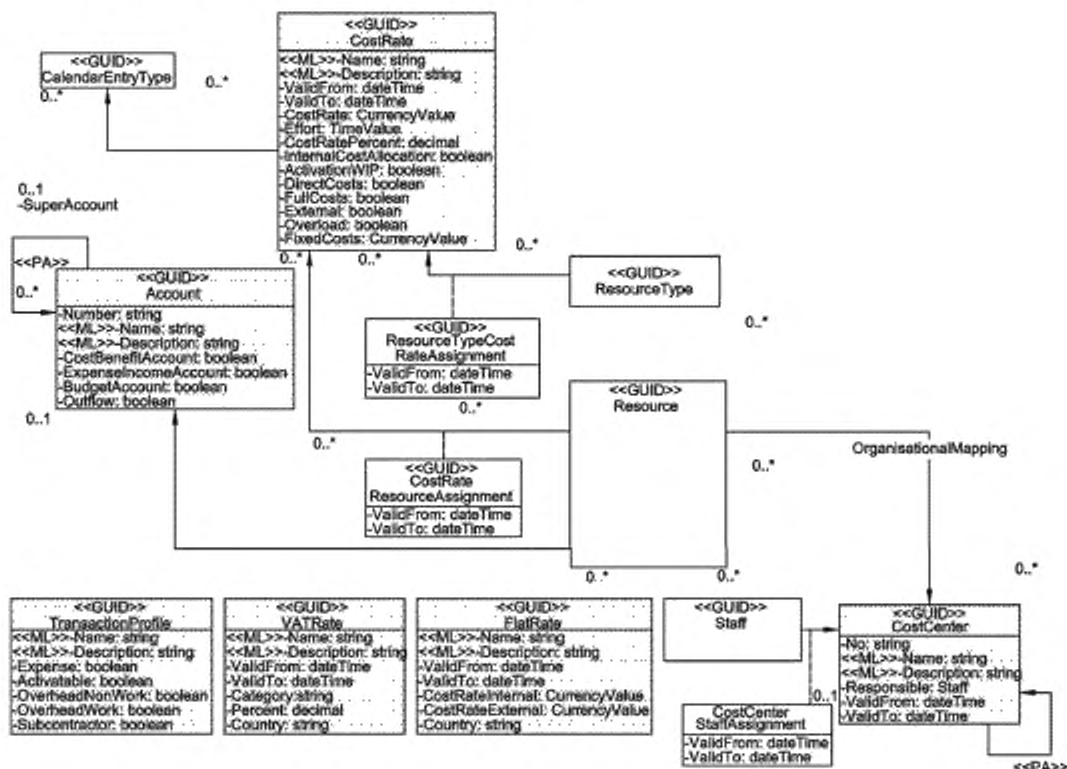 <<GUID>>
CalendarEntryType
0..*
0..*
<<GUID>>
CostRate
<<ML>>-Name: string
<<ML>>-Description: string
-ValidFrom: dateTime
-ValidTo: dateTime
-CostRate: CurrencyValue
-Effort: TimeValue
-CostRatePercent: decimal
-InternalCostAllocation: boolean
-ActivationWIP: boolean
-DirectCosts: boolean
-FullCosts: boolean
-External: boolean
-Overload: boolean
-FixedCosts: CurrencyValue
0..1
-SuperAccount
<<PA>>
0..*
<<GUID>>
Account
-Number: string
<<ML>>-Name: string
<<ML>>-Description: string
-CostBenefitAccount: boolean
-ExpenseIncomeAccount: boolean
-BudgetAccount: boolean
-Outflow: boolean
0..1
0..*
0..*
0..*
<<GUID>>
ResourceType
0..*
<<GUID>>
ResourceTypeCost
RateAssignment
-ValidFrom: dateTime
-ValidTo: dateTime
0..*
0..*
<<GUID>>
Resource
<<GUID>>
CostRate
ResourceAssignment
-ValidFrom: dateTime
-ValidTo: dateTime
OrganisationalMapping
0..*
0..*
0..*
0..*
<<GUID>>
TransactionProfile
<<ML>>-Name: string
<<ML>>-Description: string
-Expense: boolean
-Activatable: boolean
-OverheadNonWork: boolean
-OverheadWork: boolean
-Subcontractor: boolean
<<GUID>>
VATRate
<<ML>>-Name: string
<<ML>>-Description: string
-ValidFrom: dateTime
-ValidTo: dateTime
-Category:string
-Percent: decimal
-Country: string
<<GUID>>
FlatRate
<<ML>>-Name: string
<<ML>>-Description: string
-ValidFrom: dateTime
-ValidTo: dateTime
-CostRateInternal: CurrencyValue
-CostRateExternal: CurrencyValue
-Country: string
<<GUID>>
Staff
0..1
CostCenter
StaffAssignment
-ValidFrom: dateTime
-ValidTo: dateTime
<<GUID>>
CostCenter
-No: string
<<ML>>-Name: string
<<ML>>-Description: string
-Responsible: Staff
-ValidFrom: dateTime
-ValidTo: dateTime
<<PA>>